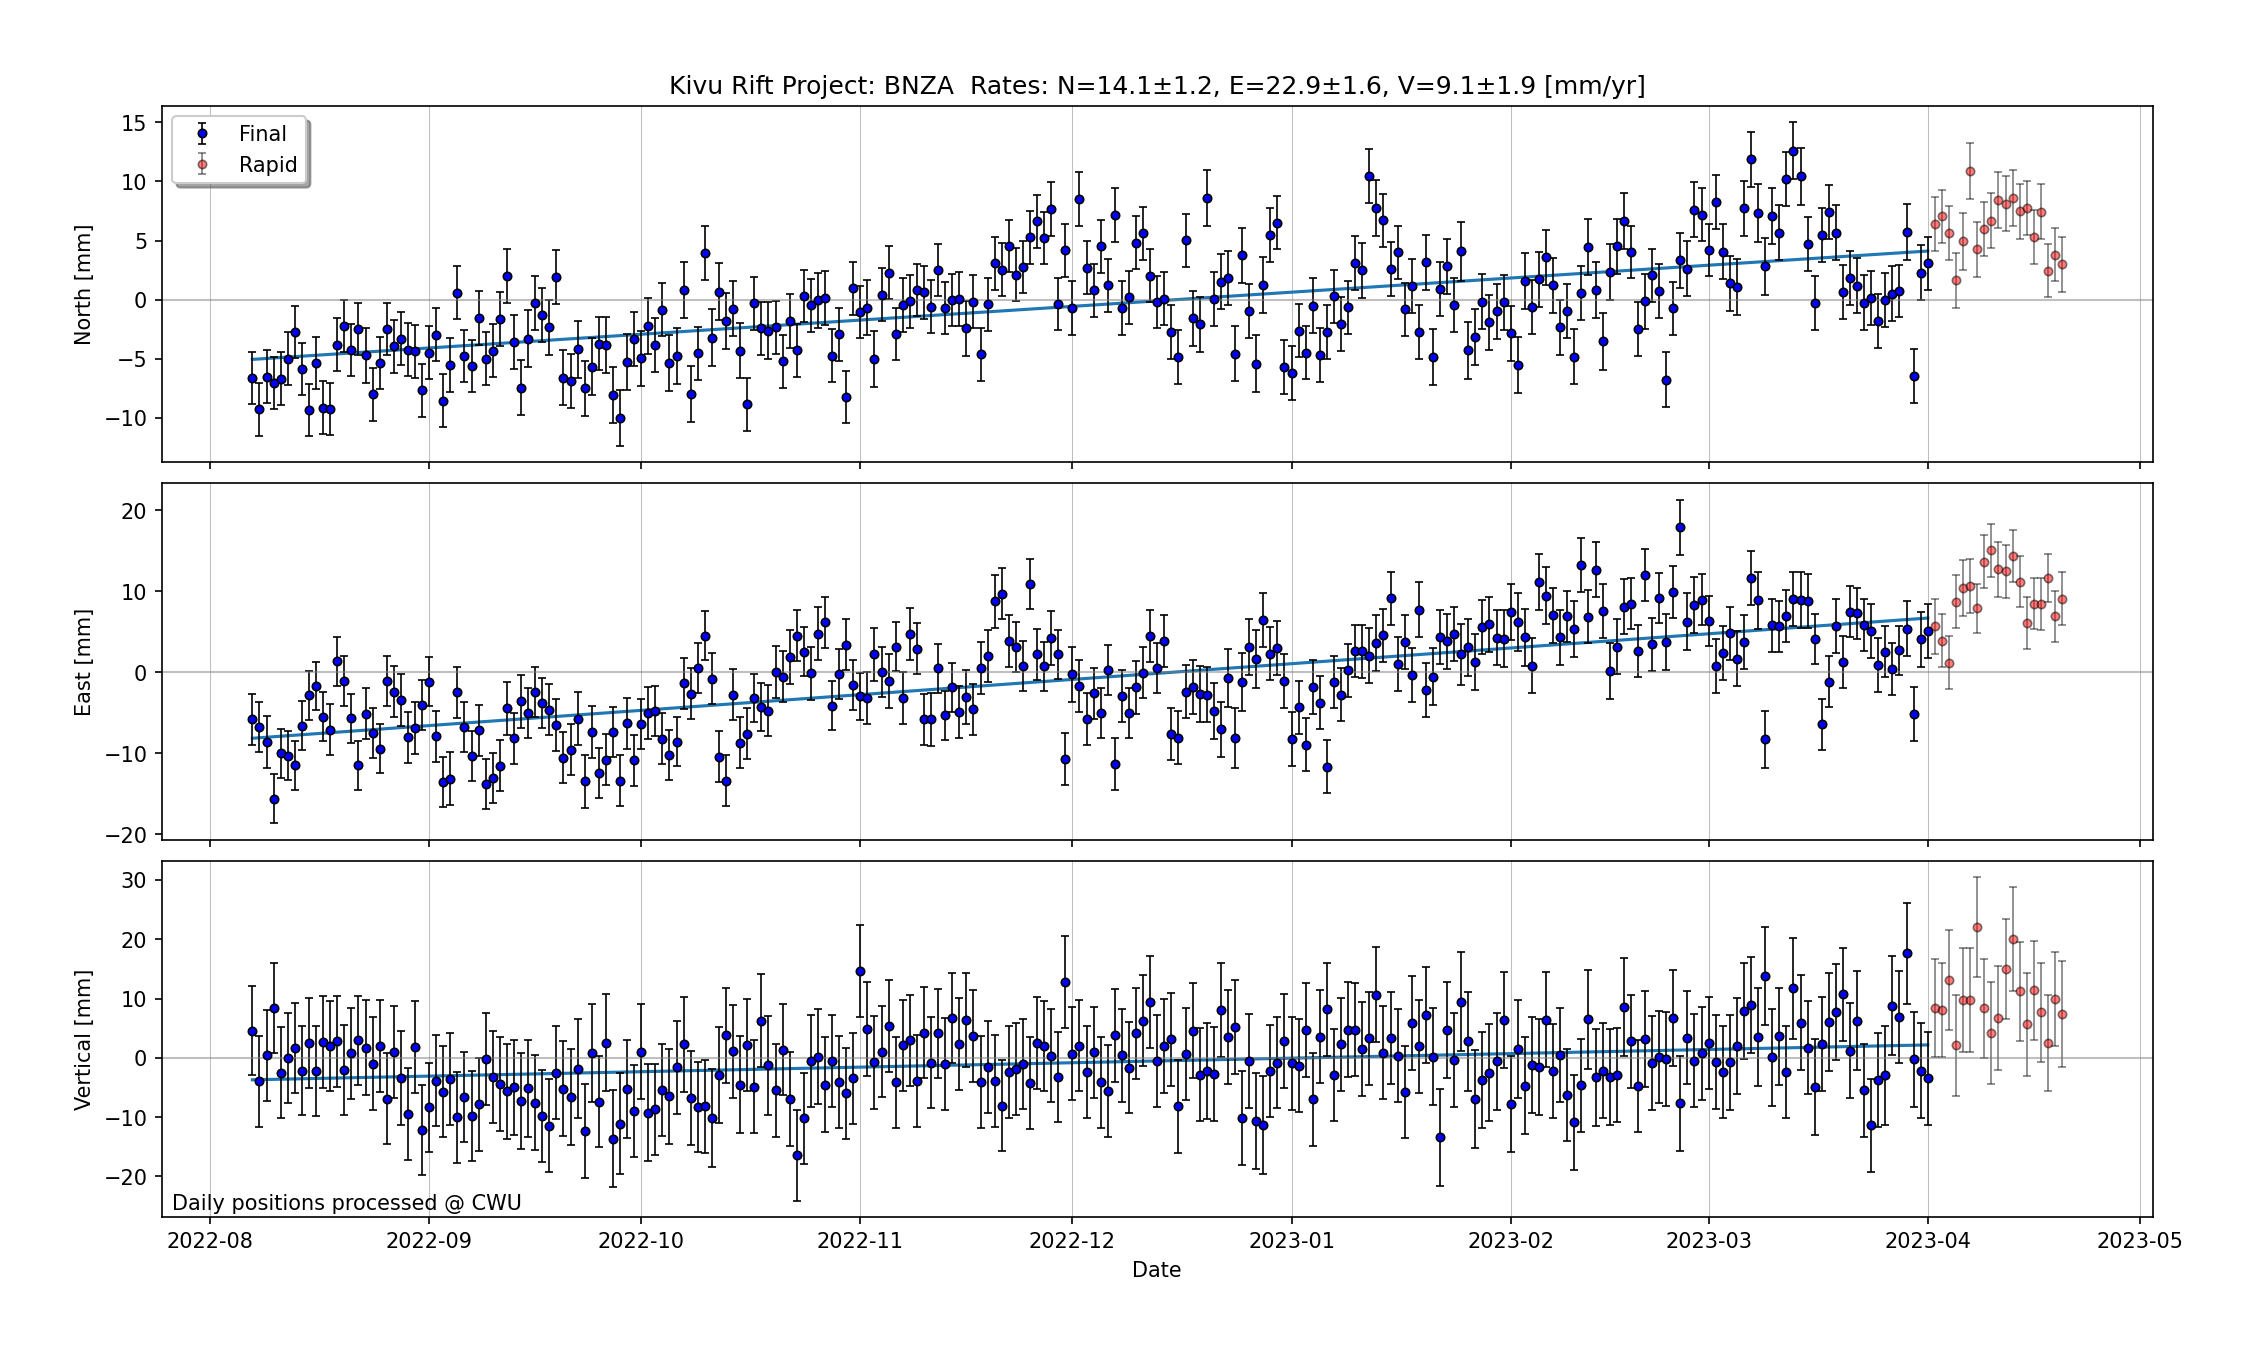 Kivu Rift Project: BNZA  Rates: N=14.1±1.2, E=22.9±1.6, V=9.1±1.9 [mm/yr]
Final
Rapid
North [mm]
15
10
5
0
−5
−10
East [mm]
20
10
0
−10
−20
Vertical [mm]
30
20
10
0
−10
−20
Daily positions processed @ CWU
2022-08 2022-09 2022-10 2022-11 2022-12 2023-01 2023-02 2023-03 2023-04 2023-05
Date